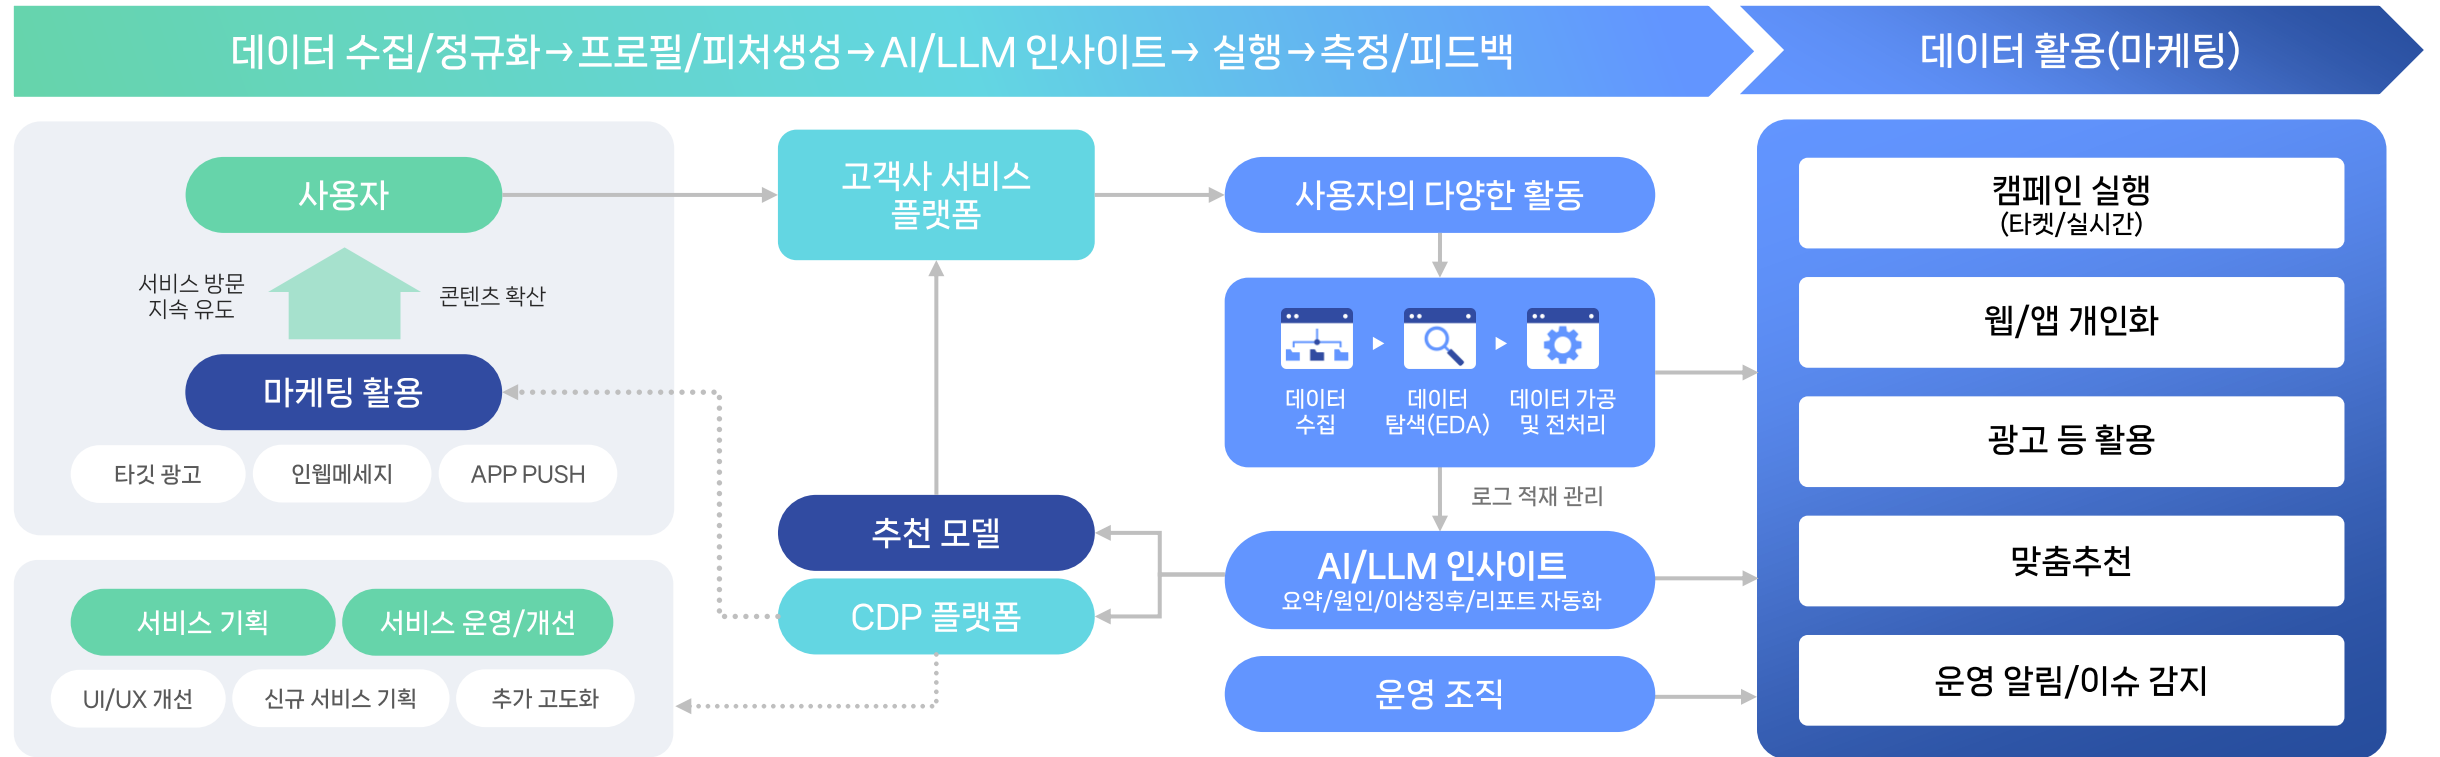 데이터 수집/정규화→프로필/피처생성→AI/LLM 인사이트→ 실행→측정/피드백
데이터 활용(마케팅)
사용자
서비스 방문
지속 유도
콘텐츠 확산
마케팅 활용
타깃 광고
인웹메세지
APP PUSH
서비스 기획
서비스 운영/개선
UI/UX 개선
신규 서비스 기획
추가 고도화
고객사 서비스
플랫폼
추천 모델
CDP 플랫폼
사용자의 다양한 활동
데이터
수집
데이터
탐색(EDA)
데이터 가공
및 전처리
로그 적재 관리
AI/LLM 인사이트
요약/원인/이상징후/리포트 자동화
운영 조직
캠페인 실행
(타켓/실시간)
웹/앱 개인화
광고 등 활용
맞춤추천
운영 알림/이슈 감지